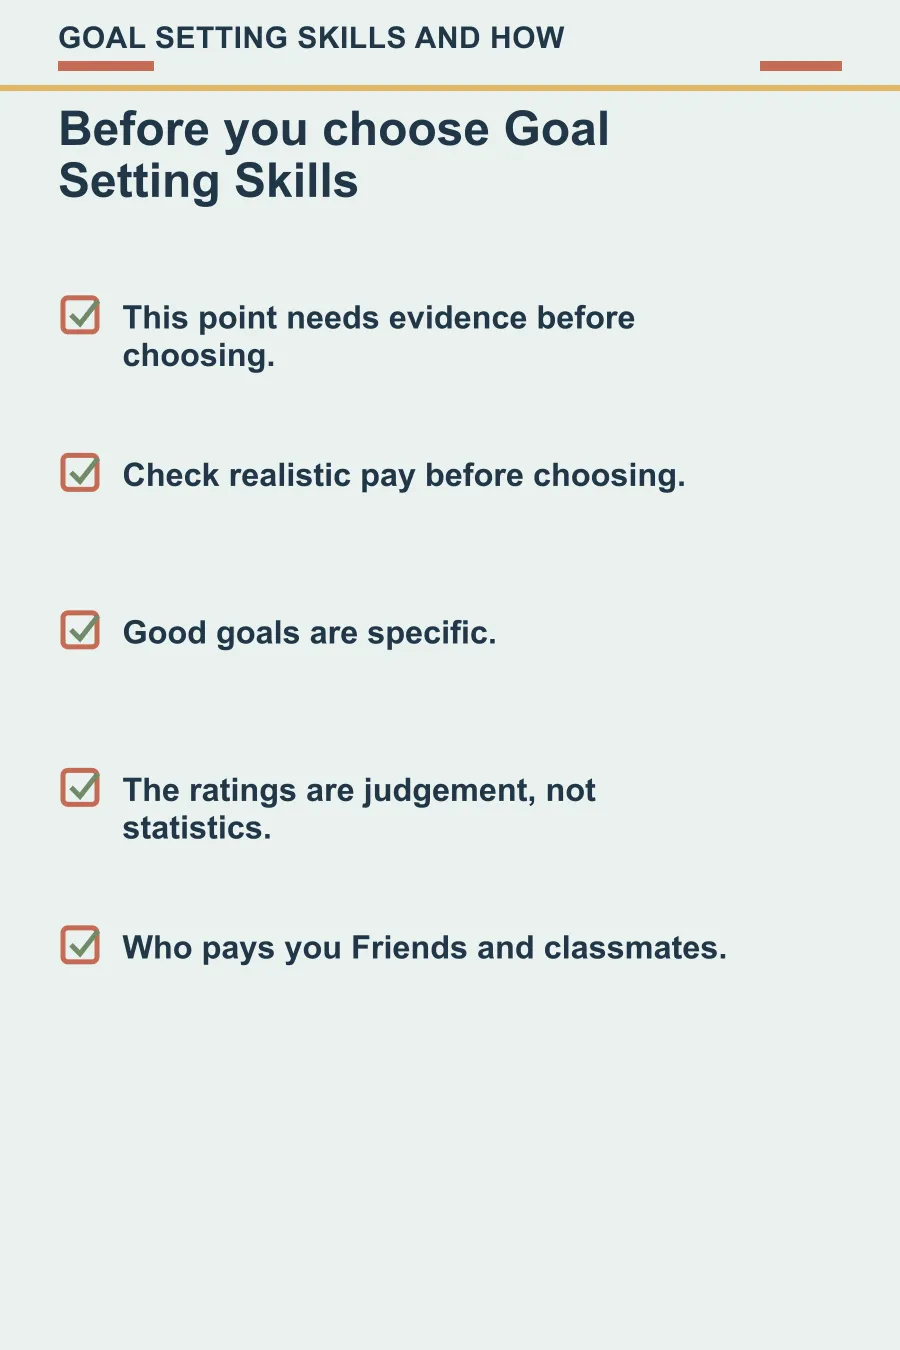 GOAL SETTING SKILLS AND HOW
Before you choose Goal
Setting Skills
This point needs evidence before
choosing.
Check realistic pay before choosing.
Good goals are specific.
The ratings are judgement, not
statistics.
Who pays you Friends and classmates.